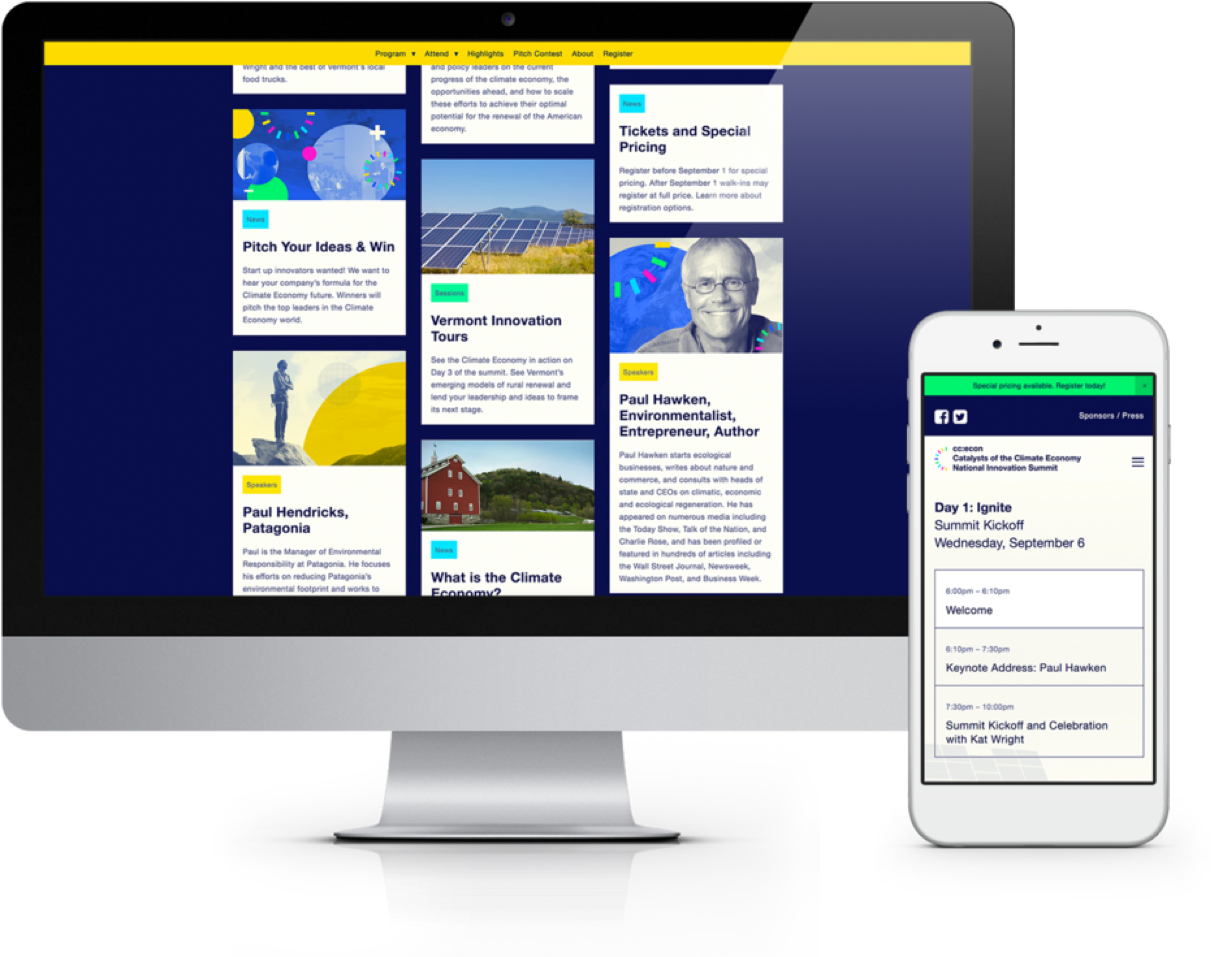 Program ▾ Attend ▾ Highlights Pitch Contest About Register
Wright and the best of Vermont's local
food trucks.
News
Pitch Your Ideas & Win
Start up innovators wanted! We want to
hear your company's formula for the
Climate Economy future. Winners will
pitch the top leaders in the Climate
Economy world.
Speakers
Paul Hendricks,
Patagonia
Paul is the Manager of Environmental
Responsibility at Patagonia. He focuses
his efforts on reducing Patagonia's
environmental footprint and works to
and policy leaders on the current
progress of the climate economy, the
opportunities ahead, and how to scale
these efforts to achieve their optimal
potential for the renewal of the American
economy.
Sessions
Vermont Innovation
Tours
See the Climate Economy in action on
Day 3 of the summit. See Vermont's
emerging models of rural renewal and
lend your leadership and ideas to frame
its next stage.
News
What is the Climate
Economy?
News
Tickets and Special
Pricing
Register before September 1 for special
pricing. After September 1 walk-ins may
register at full price. Learn more about
registration options.
Speakers
Paul Hawken,
Environmentalist,
Entrepreneur, Author
Paul Hawken starts ecological
businesses, writes about nature and
commerce, and consults with heads of
state and CEOs on climatic, economic
and ecological regeneration. He has
appeared on numerous media including
the Today Show, Talk of the Nation, and
Charlie Rose, and has been profiled or
featured in hundreds of articles including
the Wall Street Journal, Newsweek,
Washington Post, and Business Week.
Special pricing available. Register today! ×
Sponsors / Press
cc:econ
Catalysts of the Climate Economy
National Innovation Summit
Day 1: Ignite
Summit Kickoff
Wednesday, September 6
6:00pm – 6:10pm
Welcome
6:10pm – 7:30pm
Keynote Address: Paul Hawken
7:30pm – 10:00pm
Summit Kickoff and Celebration
with Kat Wright